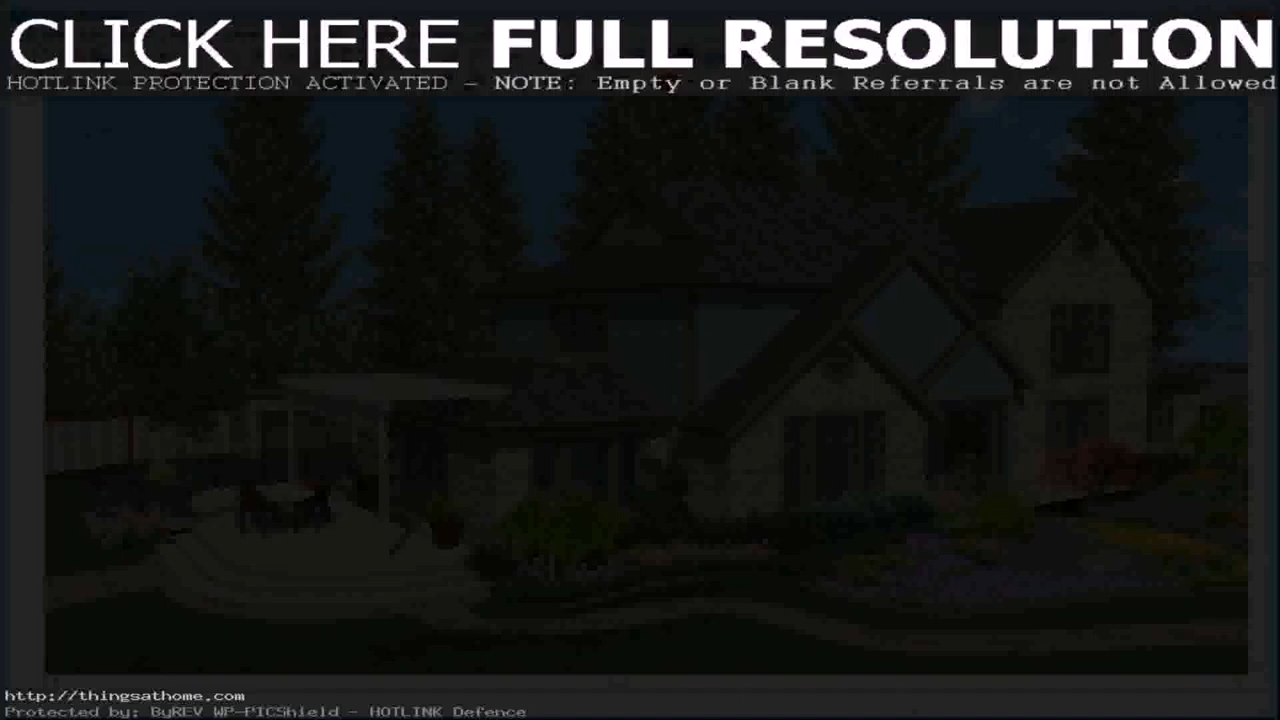 CLICK HERE FULL RESOLUTION
HOTLINK PROTECTION ACTIVATED – NOTE: Empty or Blank Referrals are not Allowed
http://thingsathome.com
Protected by: ByREV WP-PICShield – HOTLINK Defence